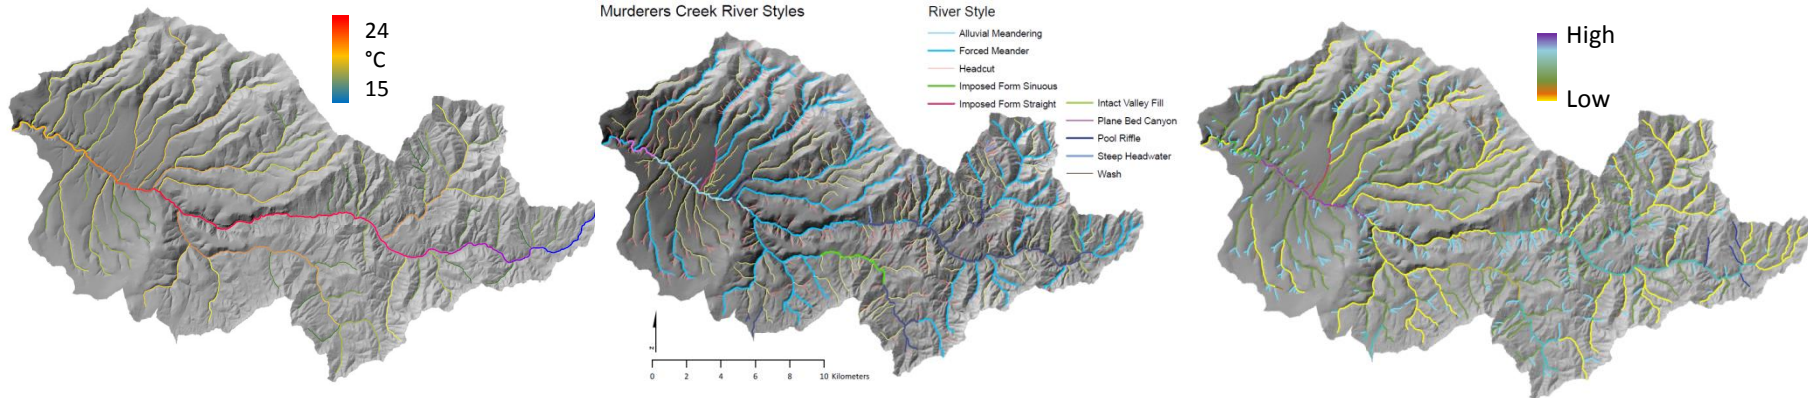 24
°C
15
Murderers Creek River Styles
River Style
Alluvial Meandering
Forced Meander
Headcut
Imposed Form Sinuous
Imposed Form Straight
Intact Valley Fill
Plane Bed Canyon
Pool Riffle
Steep Headwater
Wash
0 2 4 6 8 10 Kilometers
High
Low